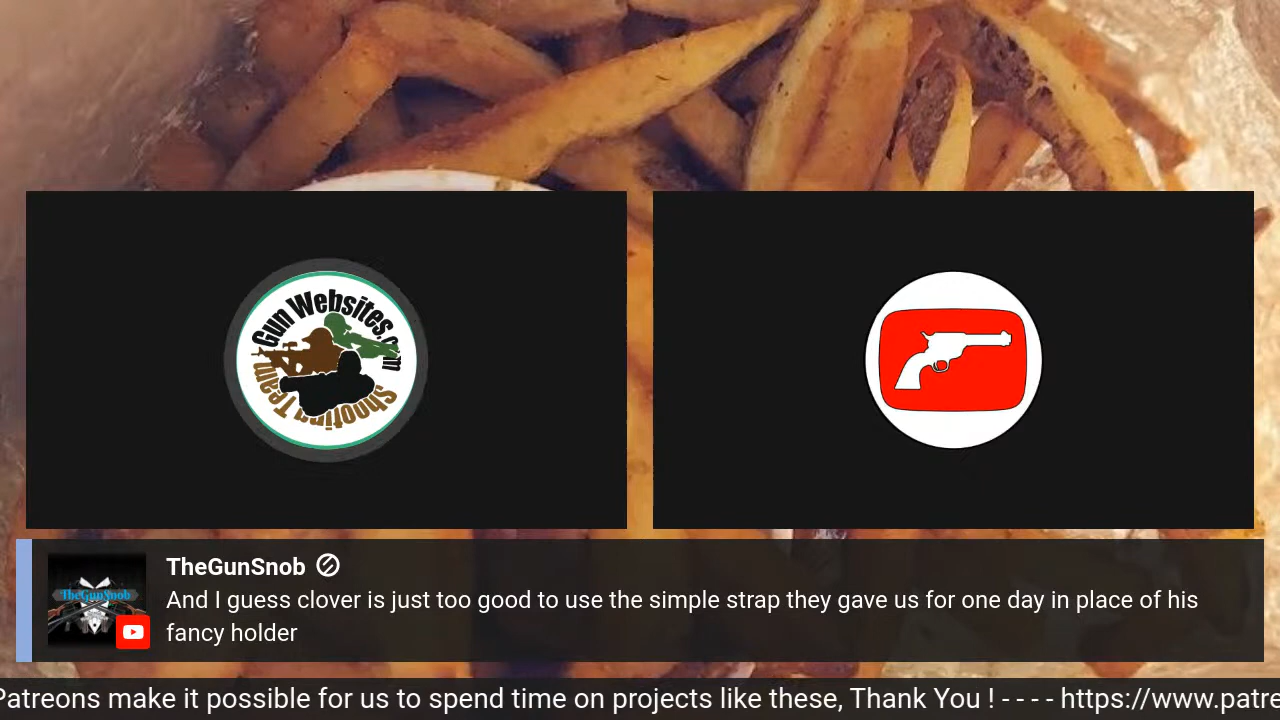 Gun Websites.com
Shooting Team
TheGunSnob
TheGunSnob
And I guess clover is just too good to use the simple strap they gave us for one day in place of his
fancy holder
Patreons make it possible for us to spend time on projects like these, Thank You ! - - - - https://www.patre